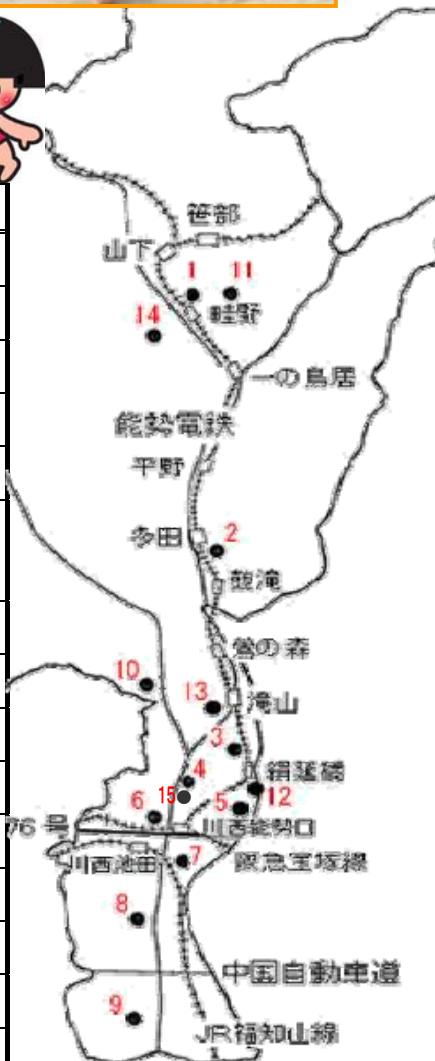 笹部
山下
1
11
畦野
14
一の鳥居
能勢電鉄
平野
多田
2
鼓滝
鶯の森
10
13
滝山
3
絹延橋
4
15
12
5
6
76号
川西能勢口
川西池田
7
阪急宝塚線
8
中国自動車道
9
JR福知山線